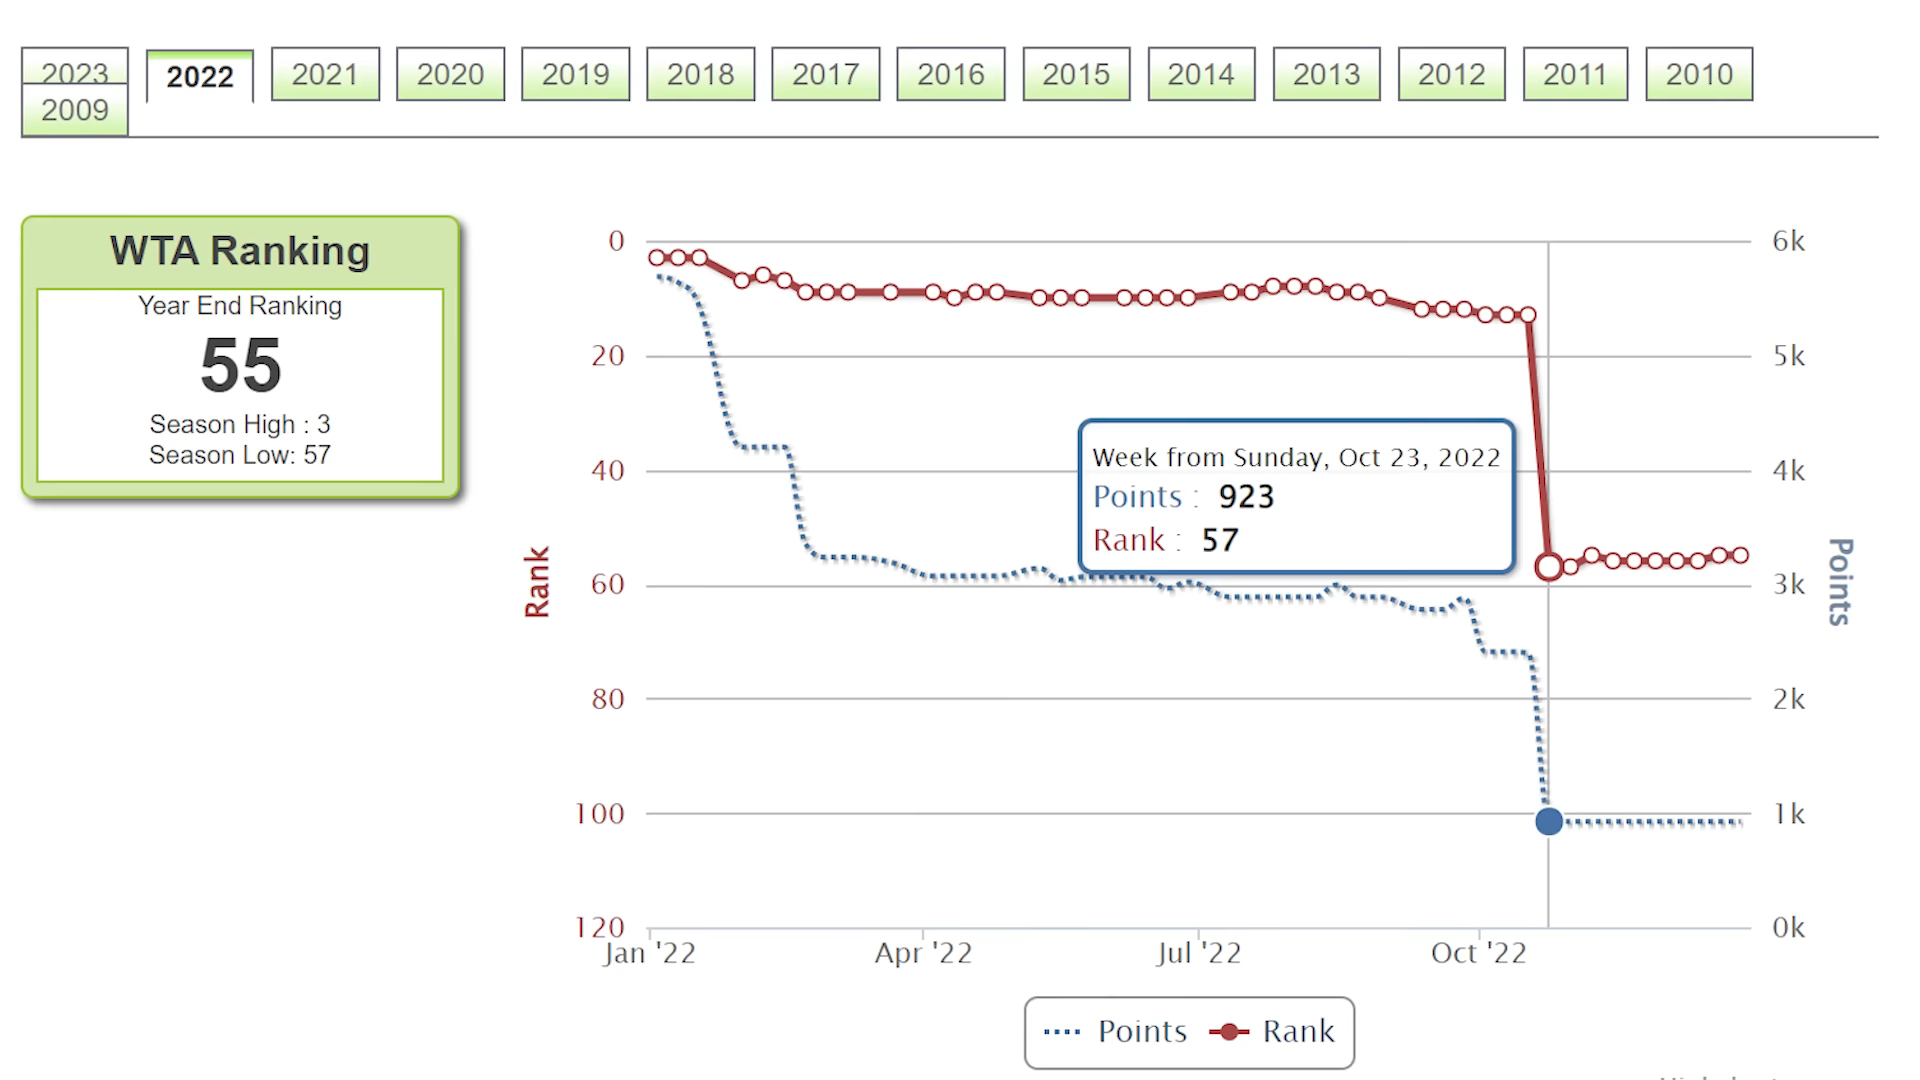 2023 2022 2021 2020 2019 2018 2017 2016 2015 2014 2013 2012 2011 2010
2009
WTA Ranking
Year End Ranking
55
Season High : 3
Season Low: 57
0
20
40
60
80
100
120
Rank
6k
5k
4k
3k
2k
1k
0k
Points
Week from Sunday, Oct 23, 2022
Points : 923
Rank : 57
Jan '22 Apr '22 Jul '22 Oct '22
Points Rank